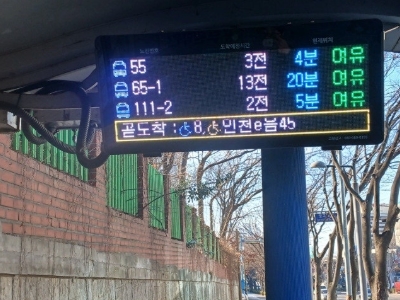 55 3전 4분 여유
65-1 13전 20분 여유
111-2 2전 5분 여유
곧도착 : 8, 인천e음45